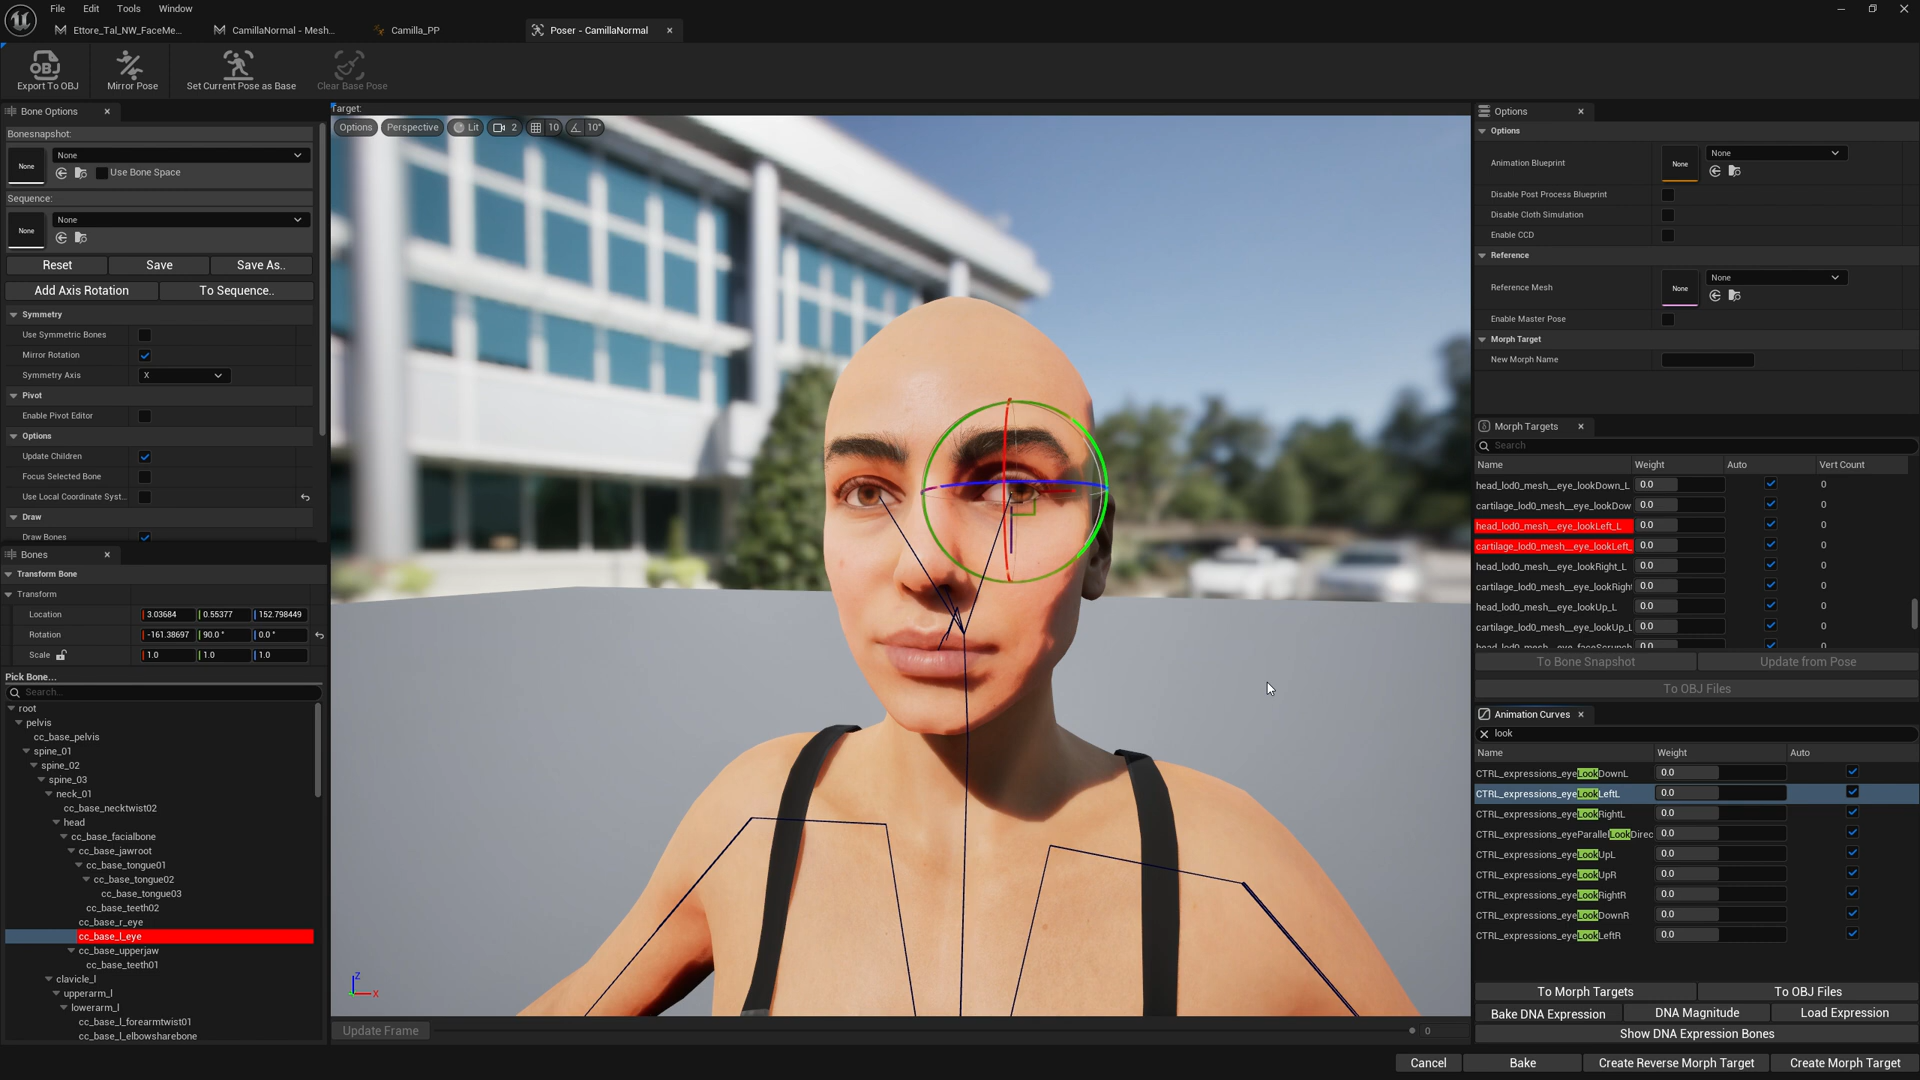 File Edit Tools Window
Ettore_Tal_NW_FaceMe... CamillaNormal - Mesh... Camilla_PP Poser - CamillaNormal
Export To OBJ Mirror Pose Set Current Pose as Base Clear Base Pose
Bone Options
Bonesnapshot:
None None
Use Bone Space
Sequence:
None None
Reset Save Save As..
Add Axis Rotation To Sequence..
Symmetry
Use Symmetric Bones
Mirror Rotation
Symmetry Axis X
Pivot
Enable Pivot Editor
Options
Update Children
Focus Selected Bone
Use Local Coordinate Syst...
Draw
Draw Bones
Bones
Transform Bone
Transform
Location 3.03684 0.55377 152.798449
Rotation -161.38697 90.0 ° 0.0 °
Scale 1.0 1.0 1.0
Pick Bone...
Search...
root
pelvis
cc_base_pelvis
spine_01
spine_02
spine_03
neck_01
cc_base_necktwist02
head
cc_base_facialbone
cc_base_jawroot
cc_base_tongue01
cc_base_tongue02
cc_base_tongue03
cc_base_teeth02
cc_base_r_eye
cc_base_l_eye
cc_base_upperjaw
cc_base_teeth01
clavicle_l
upperarm_l
lowerarm_l
cc_base_l_forearmtwist01
cc_base_l_elbowsharebone
Target:
Options Perspective Lit 2 10 10°
Z
X
Update Frame 0
Options
Options
Animation Blueprint None None
Disable Post Process Blueprint
Disable Cloth Simulation
Enable CCD
Reference
Reference Mesh None None
Enable Master Pose
Morph Target
New Morph Name
Morph Targets
Search
Name Weight Auto Vert Count
head_lod0_mesh__eye_lookDown_L 0.0 0
cartilage_lod0_mesh__eye_lookDow 0.0 0
head_lod0_mesh__eye_lookLeft_L 0.0 0
cartilage_lod0_mesh__eye_lookLeft_ 0.0 0
head_lod0_mesh__eye_lookRight_L 0.0 0
cartilage_lod0_mesh__eye_lookRight 0.0 0
head_lod0_mesh__eye_lookUp_L 0.0 0
cartilage_lod0_mesh__eye_lookUp_L 0.0 0
head_lod0_mesh__eye_faceScrunch 0.0 0
To Bone Snapshot Update from Pose
To OBJ Files
Animation Curves
look
Name Weight Auto
CTRL_expressions_eyeLookDownL 0.0
CTRL_expressions_eyeLookLeftL 0.0
CTRL_expressions_eyeLookRightL 0.0
CTRL_expressions_eyeParallelLookDirec 0.0
CTRL_expressions_eyeLookUpL 0.0
CTRL_expressions_eyeLookUpR 0.0
CTRL_expressions_eyeLookRightR 0.0
CTRL_expressions_eyeLookDownR 0.0
CTRL_expressions_eyeLookLeftR 0.0
To Morph Targets To OBJ Files
Bake DNA Expression DNA Magnitude Load Expression
Show DNA Expression Bones
Cancel Bake Create Reverse Morph Target Create Morph Target